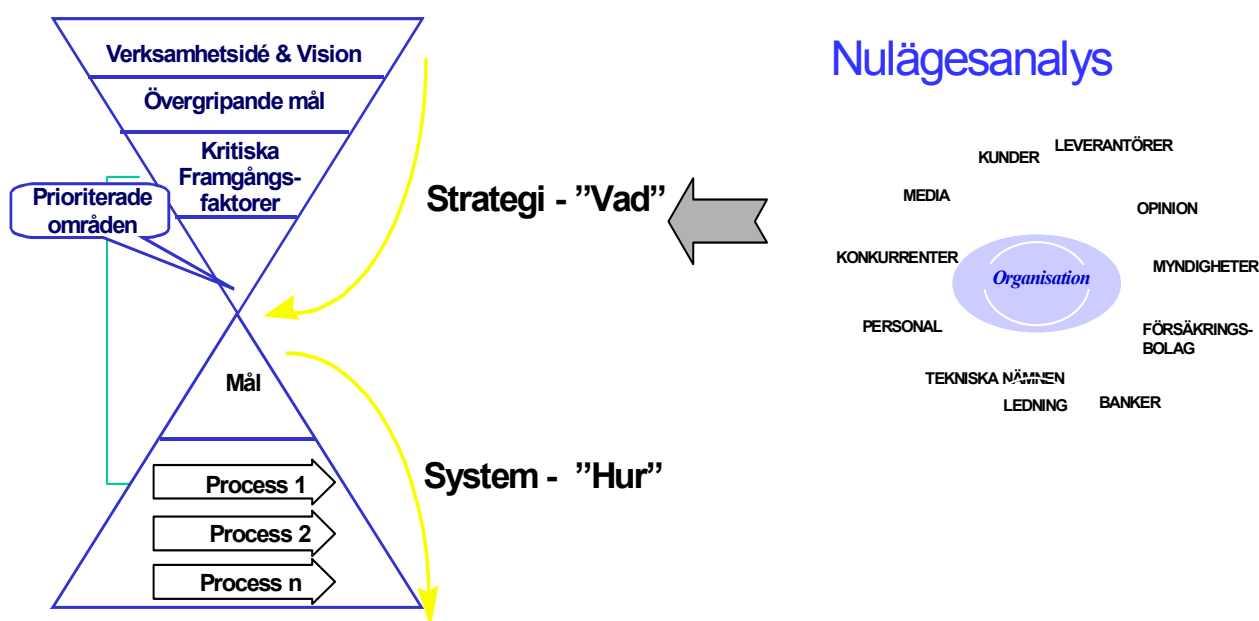 Verksamhetsidé & Vision
Övergripande mål
Kritiska
Framgångs-
faktorer
Prioriterade
områden
Strategi - ”Vad”
Mål
System - ”Hur”
Process 1
Process 2
Process n
Nulägesanalys
LEVERANTÖRER
KUNDER
MEDIA
OPINION
KONKURRENTER
Organisation
MYNDIGHETER
PERSONAL
FÖRSÄKRINGS-
BOLAG
TEKNISKA NÄMNEN
LEDNING
BANKER